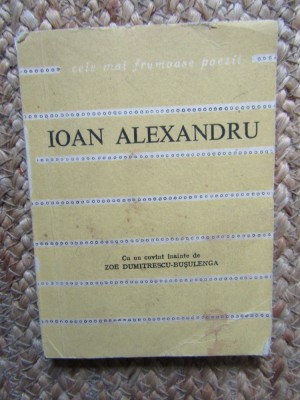 cele mai frumoase poezii
IOAN ALEXANDRU
Cu un cuvînt înainte de
ZOE DUMITRESCU-BUȘULENGA